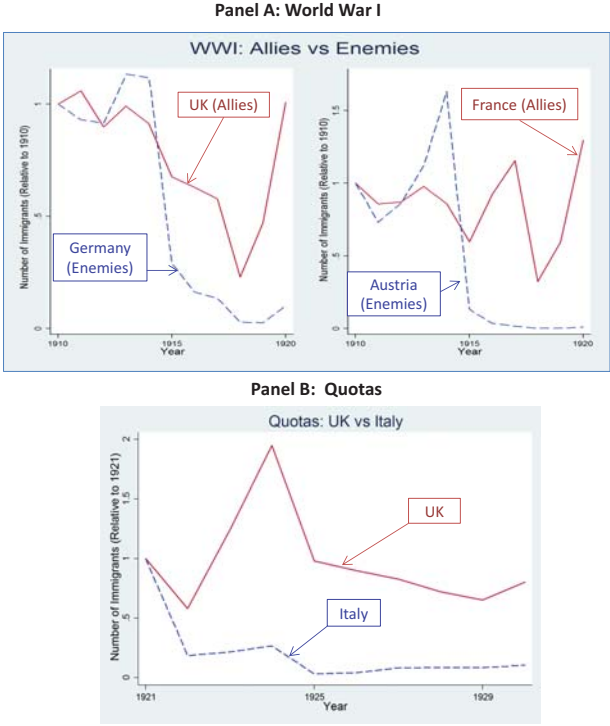 Panel A: World War I
WWI: Allies vs Enemies
Number of Immigrants (Relative to 1910)
1
.5
0
UK (Allies)
Germany
(Enemies)
1910
1915
1920
Year
Number of Immigrants (Relative to 1910)
1.5
1
.5
0
France (Allies)
Austria
(Enemies)
1910
1915
1920
Year
Panel B: Quotas
Quotas: UK vs Italy
Number of Immigrants (Relative to 1921)
2
1.5
1
.5
0
UK
Italy
1921
1925
1929
Year